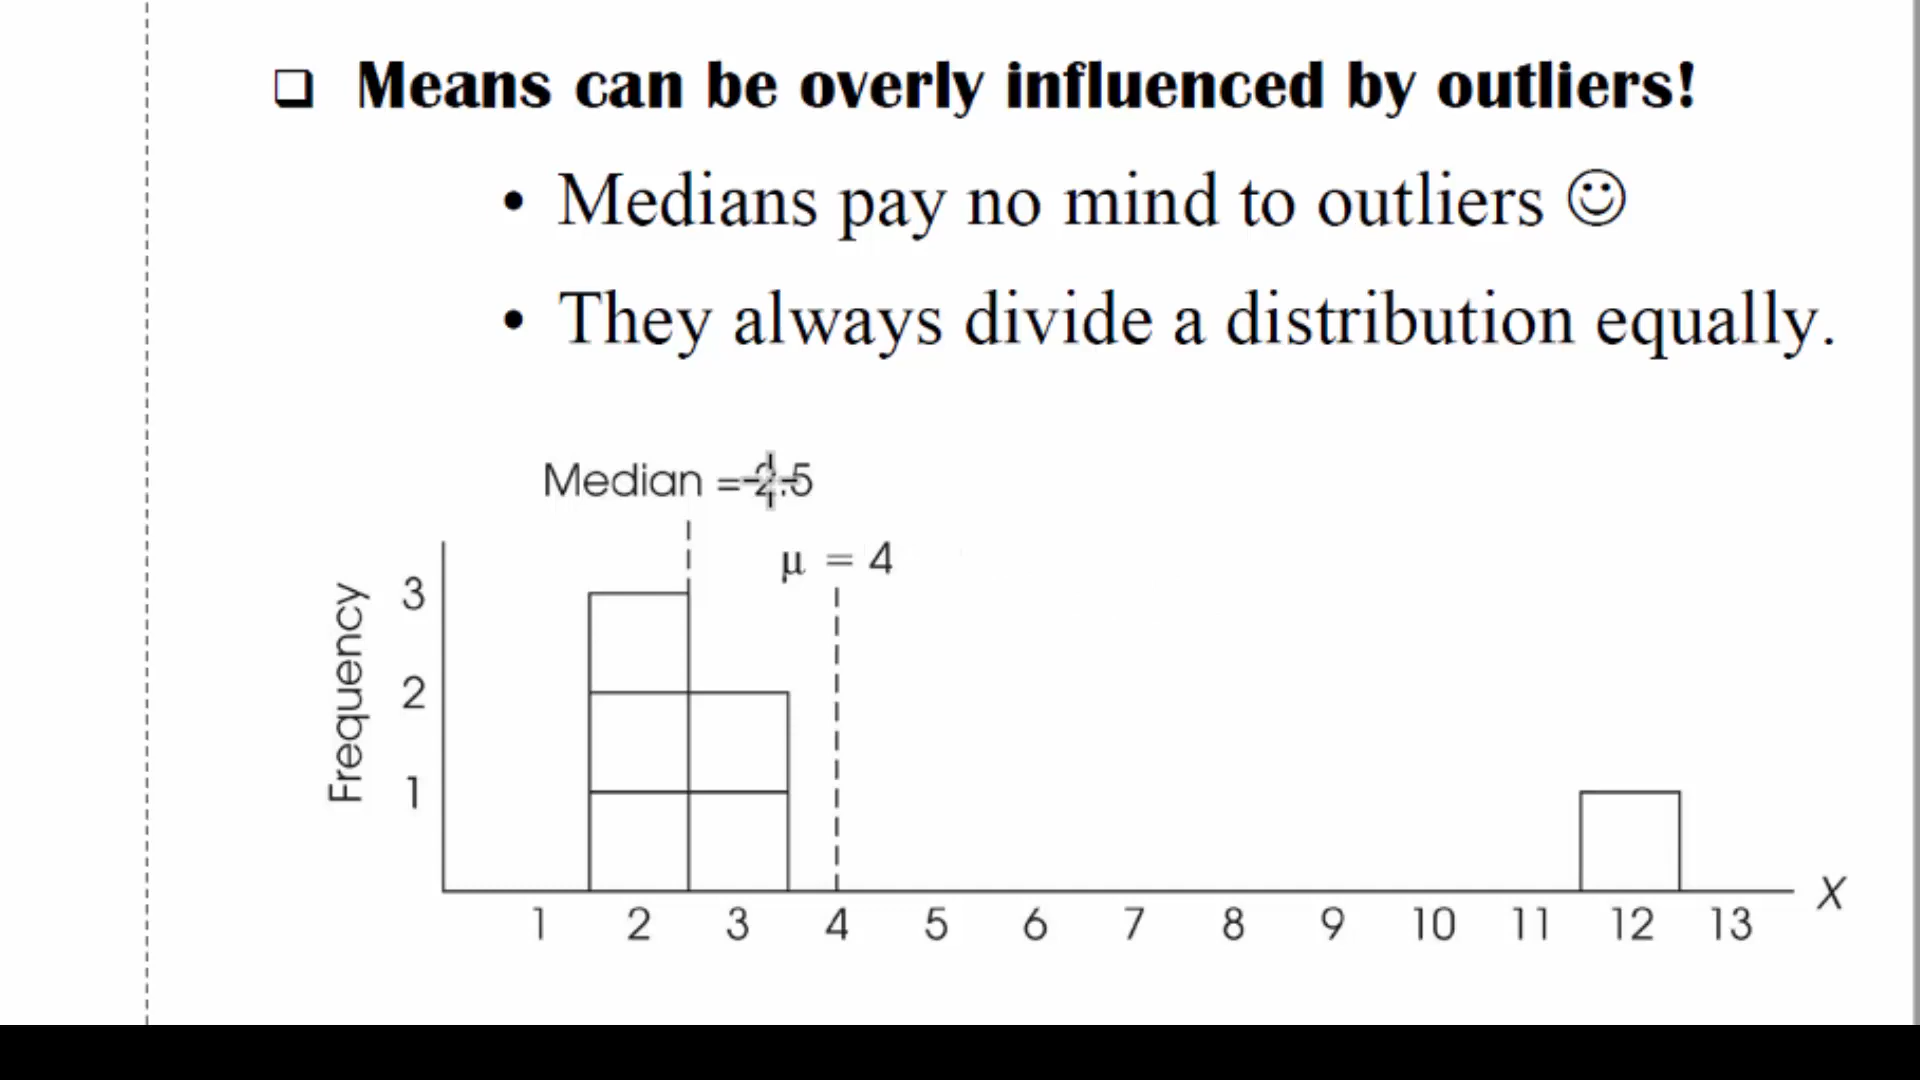 ❑ Means can be overly influenced by outliers!
• Medians pay no mind to outliers ☺
• They always divide a distribution equally.
Median = 2.5
μ = 4
Frequency
3
2
1
1 2 3 4 5 6 7 8 9 10 11 12 13
X